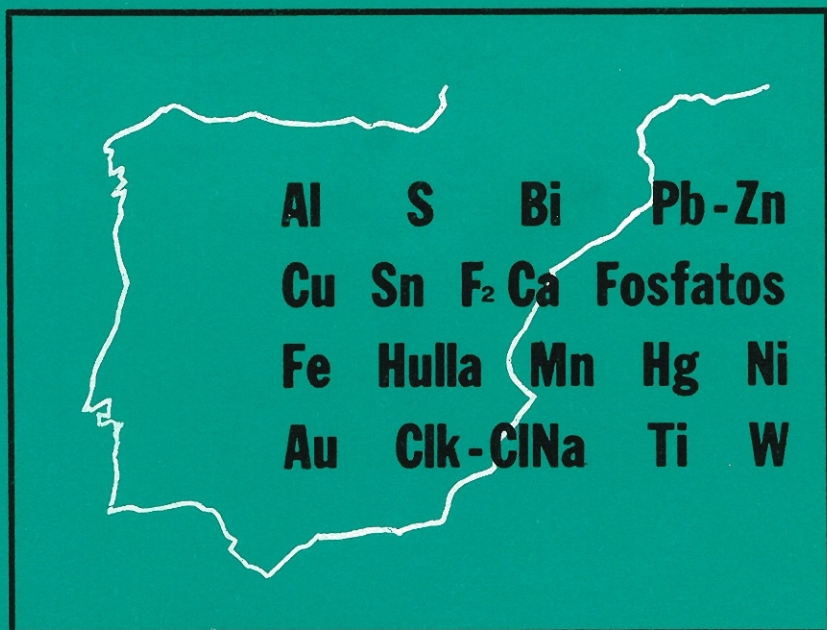 Al S Bi Pb-Zn
Cu Sn F₂Ca Fosfatos
Fe Hulla Mn Hg Ni
Au Clk-ClNa Ti W